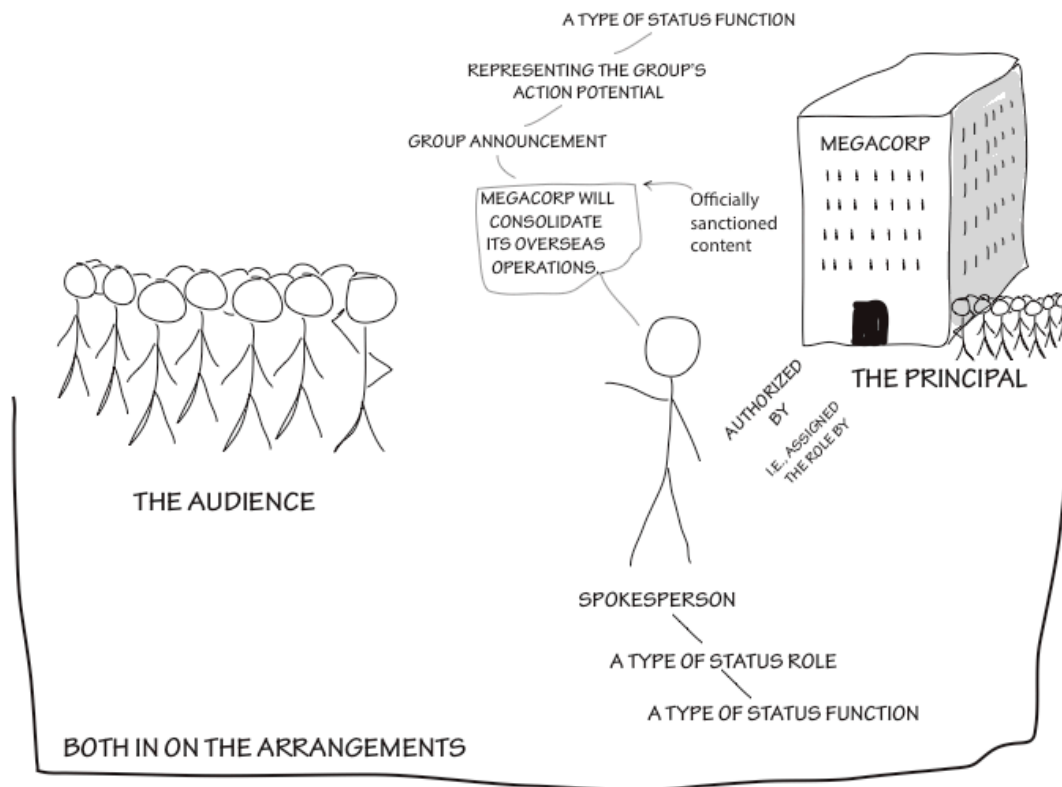 A TYPE OF STATUS FUNCTION
REPRESENTING THE GROUP'S
ACTION POTENTIAL
GROUP ANNOUNCEMENT
MEGACORP WILL
CONSOLIDATE
ITS OVERSEAS
OPERATIONS...
Officially
sanctioned
content
MEGACORP
THE PRINCIPAL
AUTHORIZED
BY
I.E., ASSIGNED
THE ROLE BY
THE AUDIENCE
SPOKESPERSON
A TYPE OF STATUS ROLE
A TYPE OF STATUS FUNCTION
BOTH IN ON THE ARRANGEMENTS